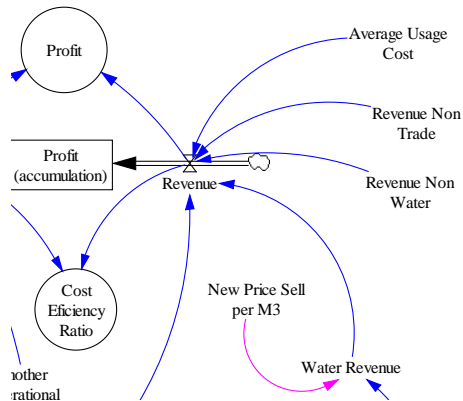 Average Usage
Cost
Profit
Revenue Non
Trade
Profit
(accumulation)
Revenue
Revenue Non
Water
Cost
Eficiency
Ratio
New Price Sell
per M3
Water Revenue